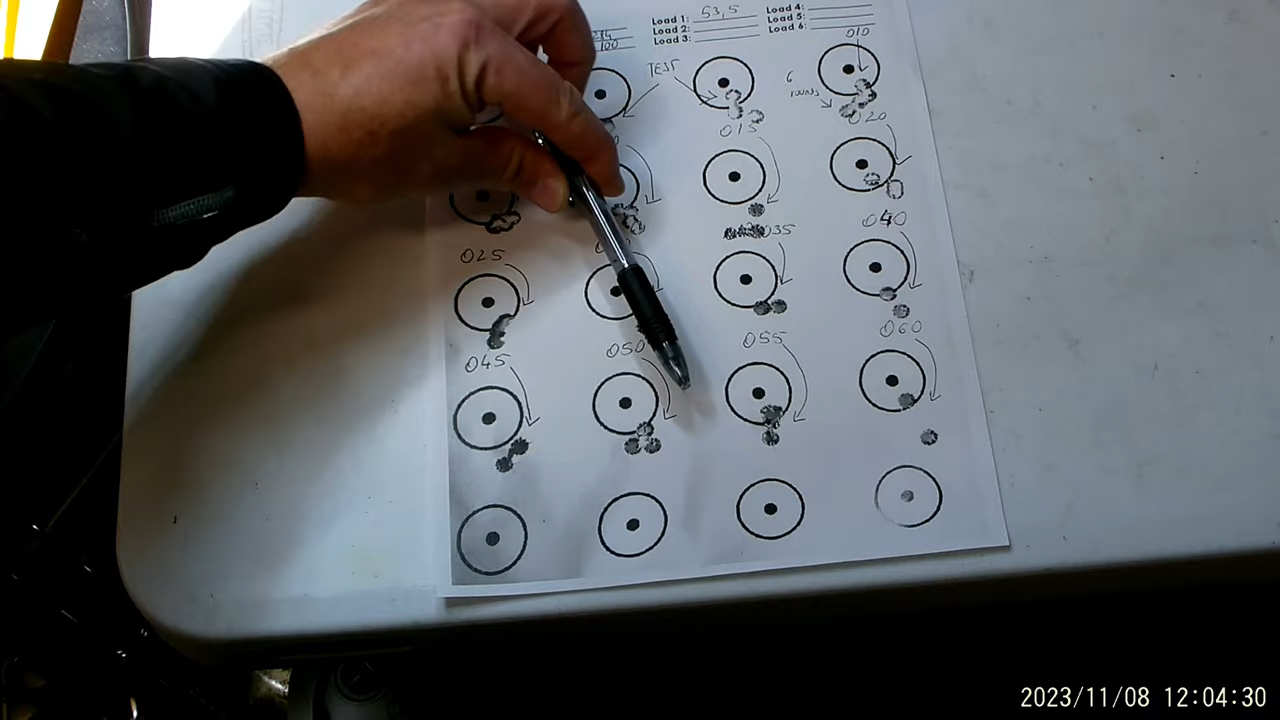 Load 1: 53,5
Load 2:
Load 3:
Load 4:
Load 5:
Load 6:
100
TEST
6 rounds
010
015
020
025
035
040
045
050
055
060
2023/11/08 12:04:30